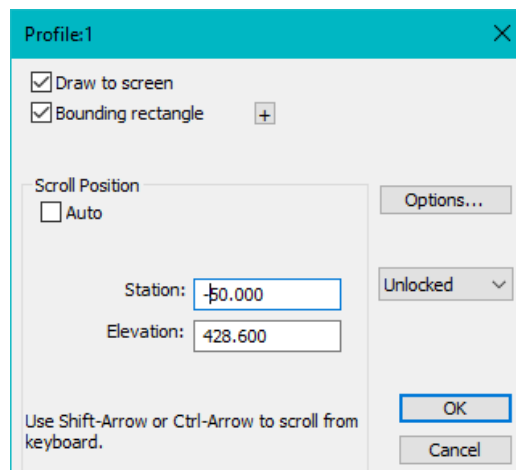 Profile:1
Draw to screen
Bounding rectangle +
Scroll Position
Auto
Options...
Station: -50.000
Unlocked
Elevation: 428.600
Use Shift-Arrow or Ctrl-Arrow to scroll from
keyboard.
OK
Cancel